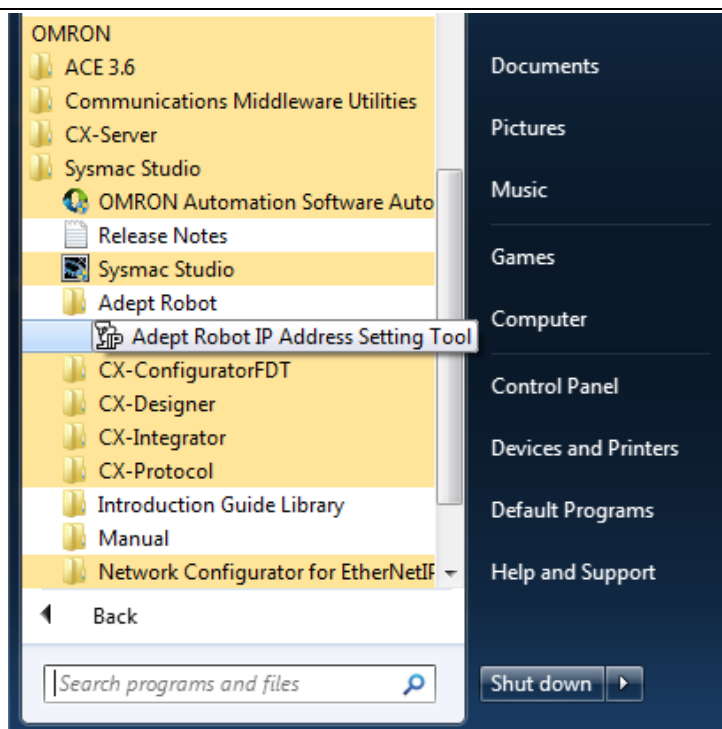 OMRON
ACE 3.6
Communications Middleware Utilities
CX-Server
Sysmac Studio
OMRON Automation Software Auto
Release Notes
Sysmac Studio
Adept Robot
Adept Robot IP Address Setting Tool
CX-ConfiguratorFDT
CX-Designer
CX-Integrator
CX-Protocol
Introduction Guide Library
Manual
Network Configurator for EtherNetIP
Back
Search programs and files
Documents
Pictures
Music
Games
Computer
Control Panel
Devices and Printers
Default Programs
Help and Support
Shut down